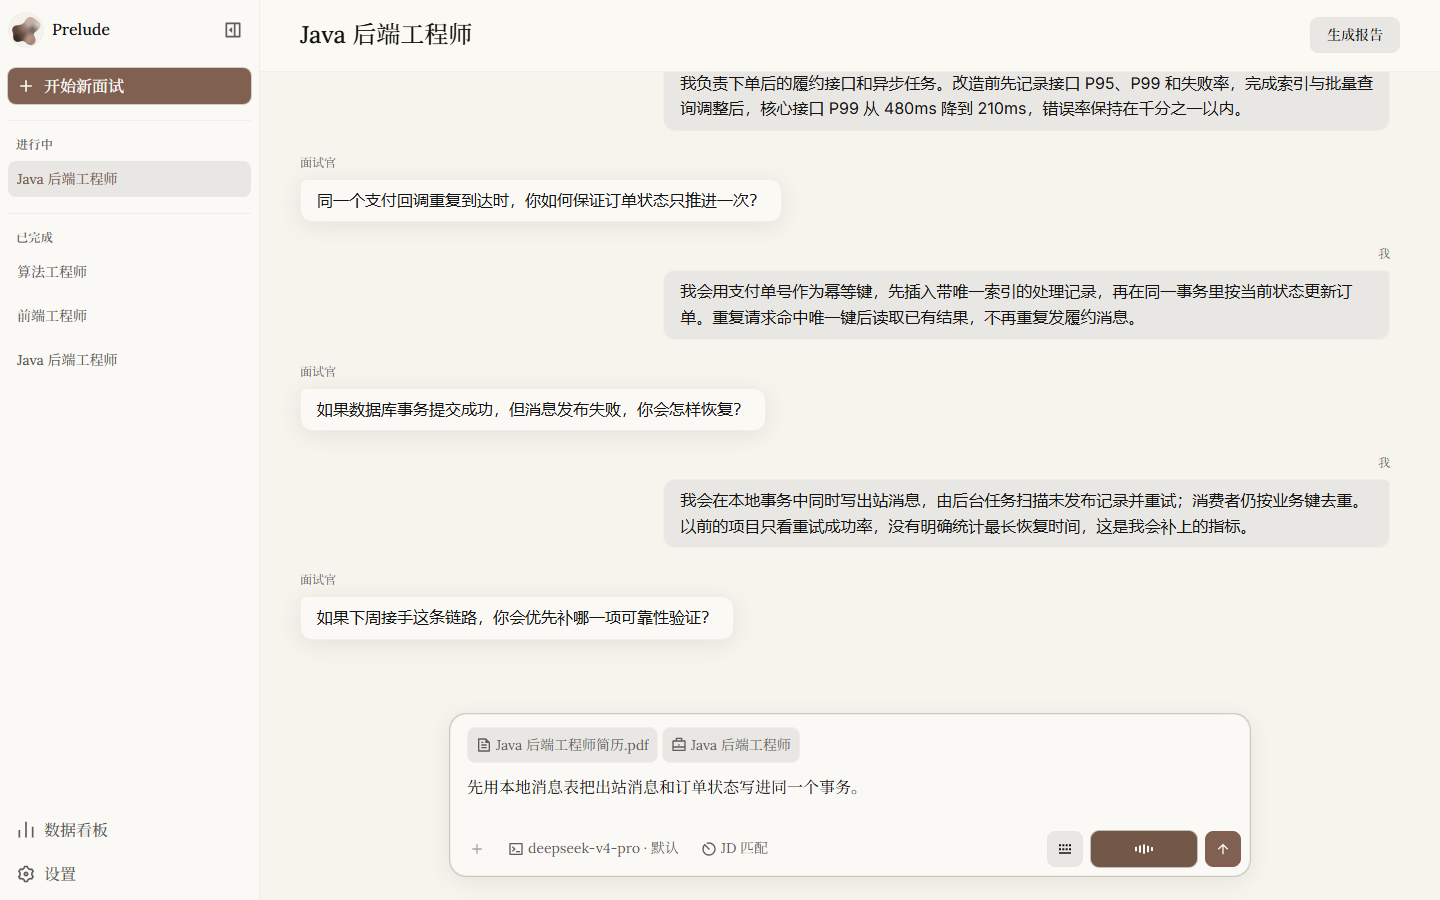 Prelude
开始新面试
进行中
Java 后端工程师
已完成
算法工程师
前端工程师
Java 后端工程师
数据看板
设置
Java 后端工程师
生成报告
我负责下单后的履约接口和异步任务。改造前先记录接口 P95、P99 和失败率，完成索引与批量查
询调整后，核心接口 P99 从 480ms 降到 210ms，错误率保持在千分之一以内。
面试官
同一个支付回调重复到达时，你如何保证订单状态只推进一次？
我
我会用支付单号作为幂等键，先插入带唯一索引的处理记录，再在同一事务里按当前状态更新订
单。重复请求命中唯一键后读取已有结果，不再重复发履约消息。
面试官
如果数据库事务提交成功，但消息发布失败，你会怎样恢复？
我
我会在本地事务中同时写出站消息，由后台任务扫描未发布记录并重试；消费者仍按业务键去重。
以前的项目只看重试成功率，没有明确统计最长恢复时间，这是我会补上的指标。
面试官
如果下周接手这条链路，你会优先补哪一项可靠性验证？
Java 后端工程师简历.pdf
Java 后端工程师
先用本地消息表把出站消息和订单状态写进同一个事务。
deepseek-v4-pro · 默认
JD 匹配